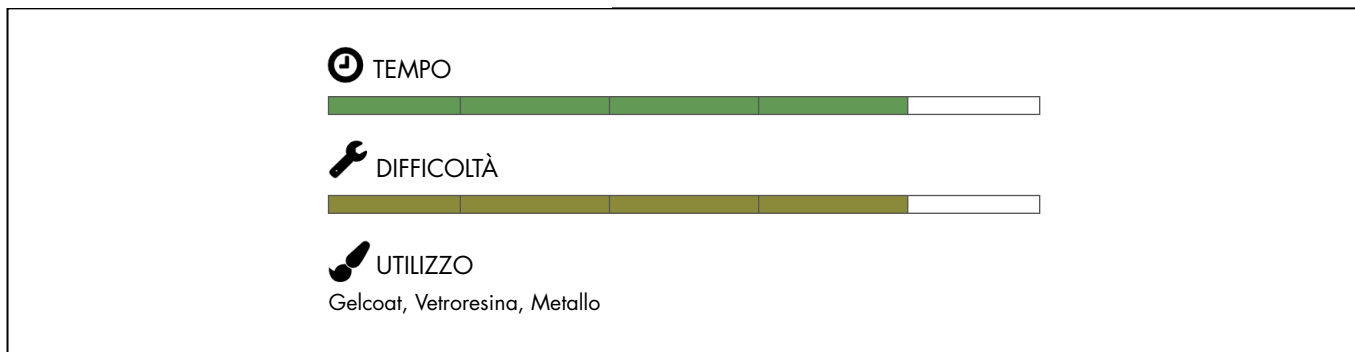 TEMPO
DIFFICOLTÀ
UTILIZZO
Gelcoat, Vetroresina, Metallo